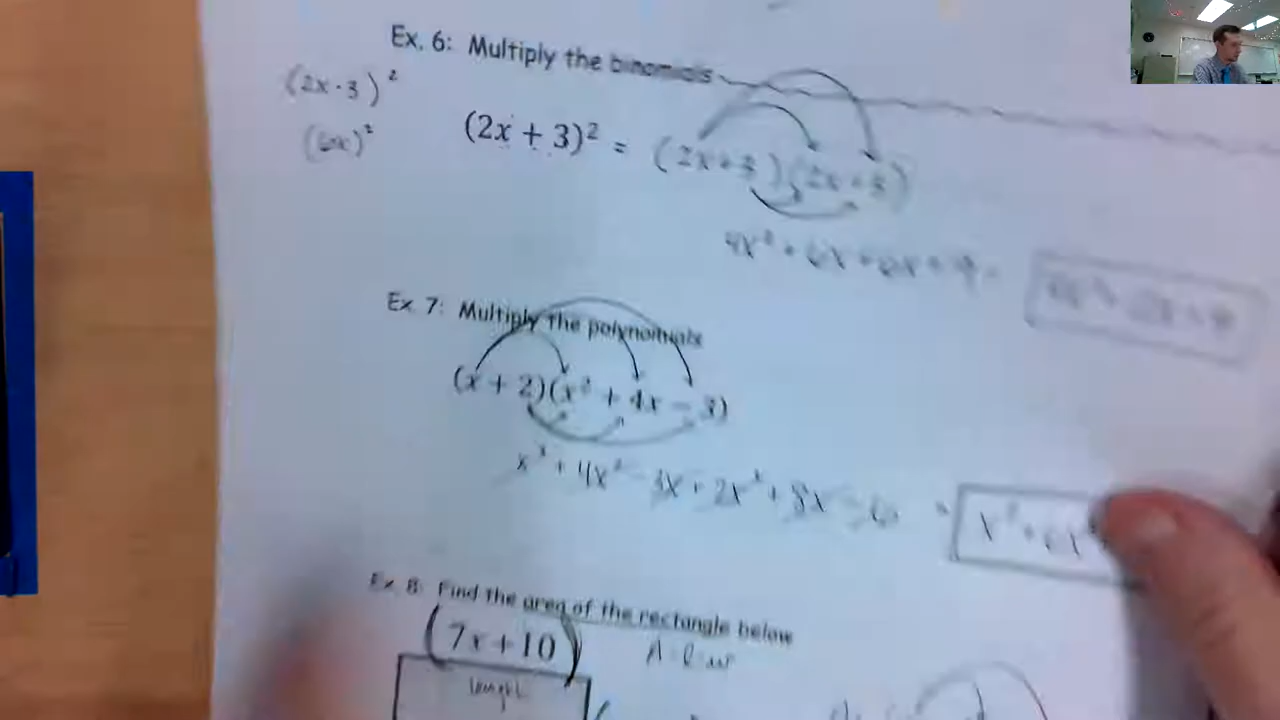 Ex. 6: Multiply the binomials
(2x · 3)²
(6x)²
(2x + 3)² = (2x + 3)(2x + 3)
4x² + 6x + 6x + 9 =
Ex. 7: Multiply the polynomials
(x + 2)(x² + 4x − 3)
x³ + 4x² − 3x + 2x² + 8x − 6 =
Ex. 8: Find the area of the rectangle below
(7x + 10)
A = l · w
length